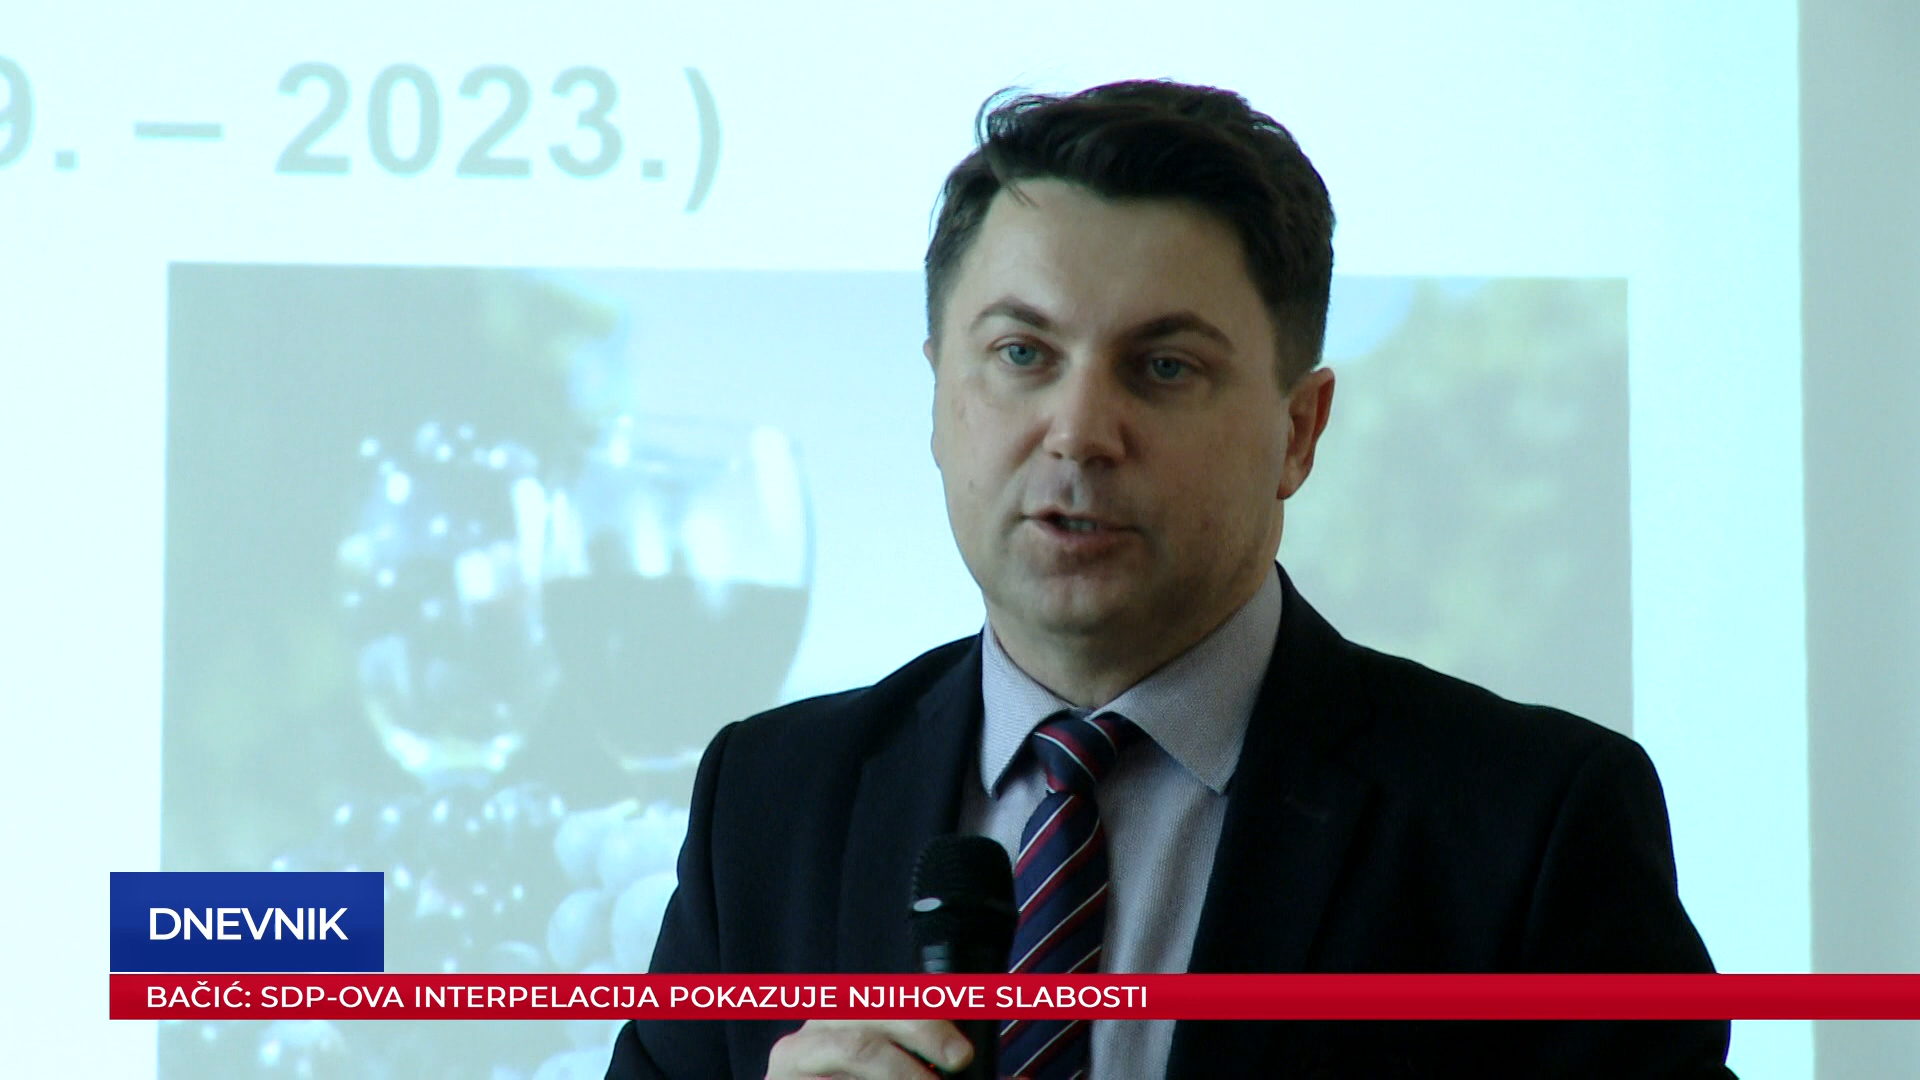 9. – 2023.)
DNEVNIK
BAČIĆ: SDP-OVA INTERPELACIJA POKAZUJE NJIHOVE SLABOSTI